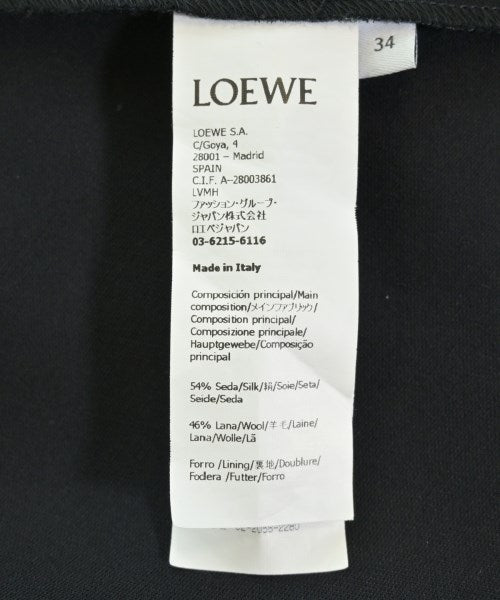 34
LOEWE
LOEWE S.A.
C/Goya, 4
28001 – Madrid
SPAIN
C.I.F. A-28003861
LVMH
ファッション・グループ・
ジャパン株式会社
ロエベジャパン
03-6215-6116
Made in Italy
Composición principal/Main
composition/メインファブリック/
Composition principal/
Composizione principale/
Hauptgewebe/Composição
principal
54% Seda/Silk/絹/Soie/Seta/
Seide/Seda
46% Lana/Wool/羊毛/Laine/
Lana/Wolle/Lã
Forro /Lining/裏地/Doublure/
Fodera /Futter/Forro